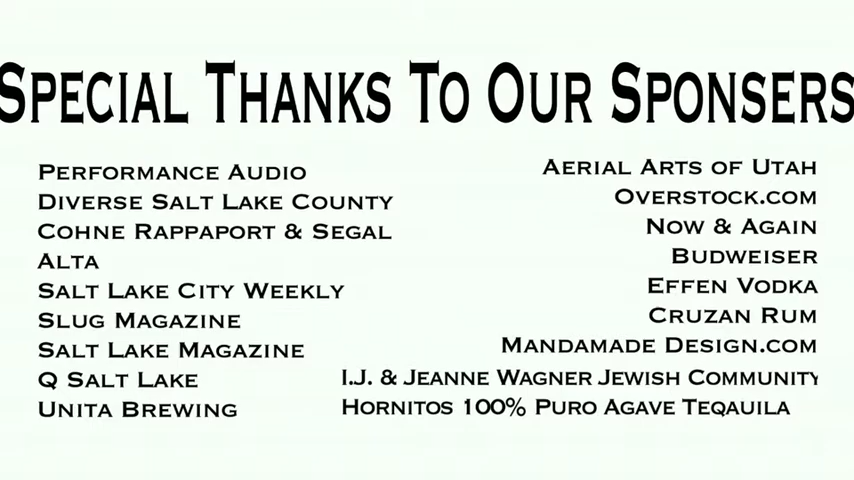 Special Thanks To Our Sponsers
Performance Audio
Diverse Salt Lake County
Cohne Rappaport & Segal
Alta
Salt Lake City Weekly
Slug Magazine
Salt Lake Magazine
Q Salt Lake
Unita Brewing
Aerial Arts of Utah
Overstock.com
Now & Again
Budweiser
Effen Vodka
Cruzan Rum
Mandamade Design.com
I.J. & Jeanne Wagner Jewish Community
Hornitos 100% Puro Agave Teqauila